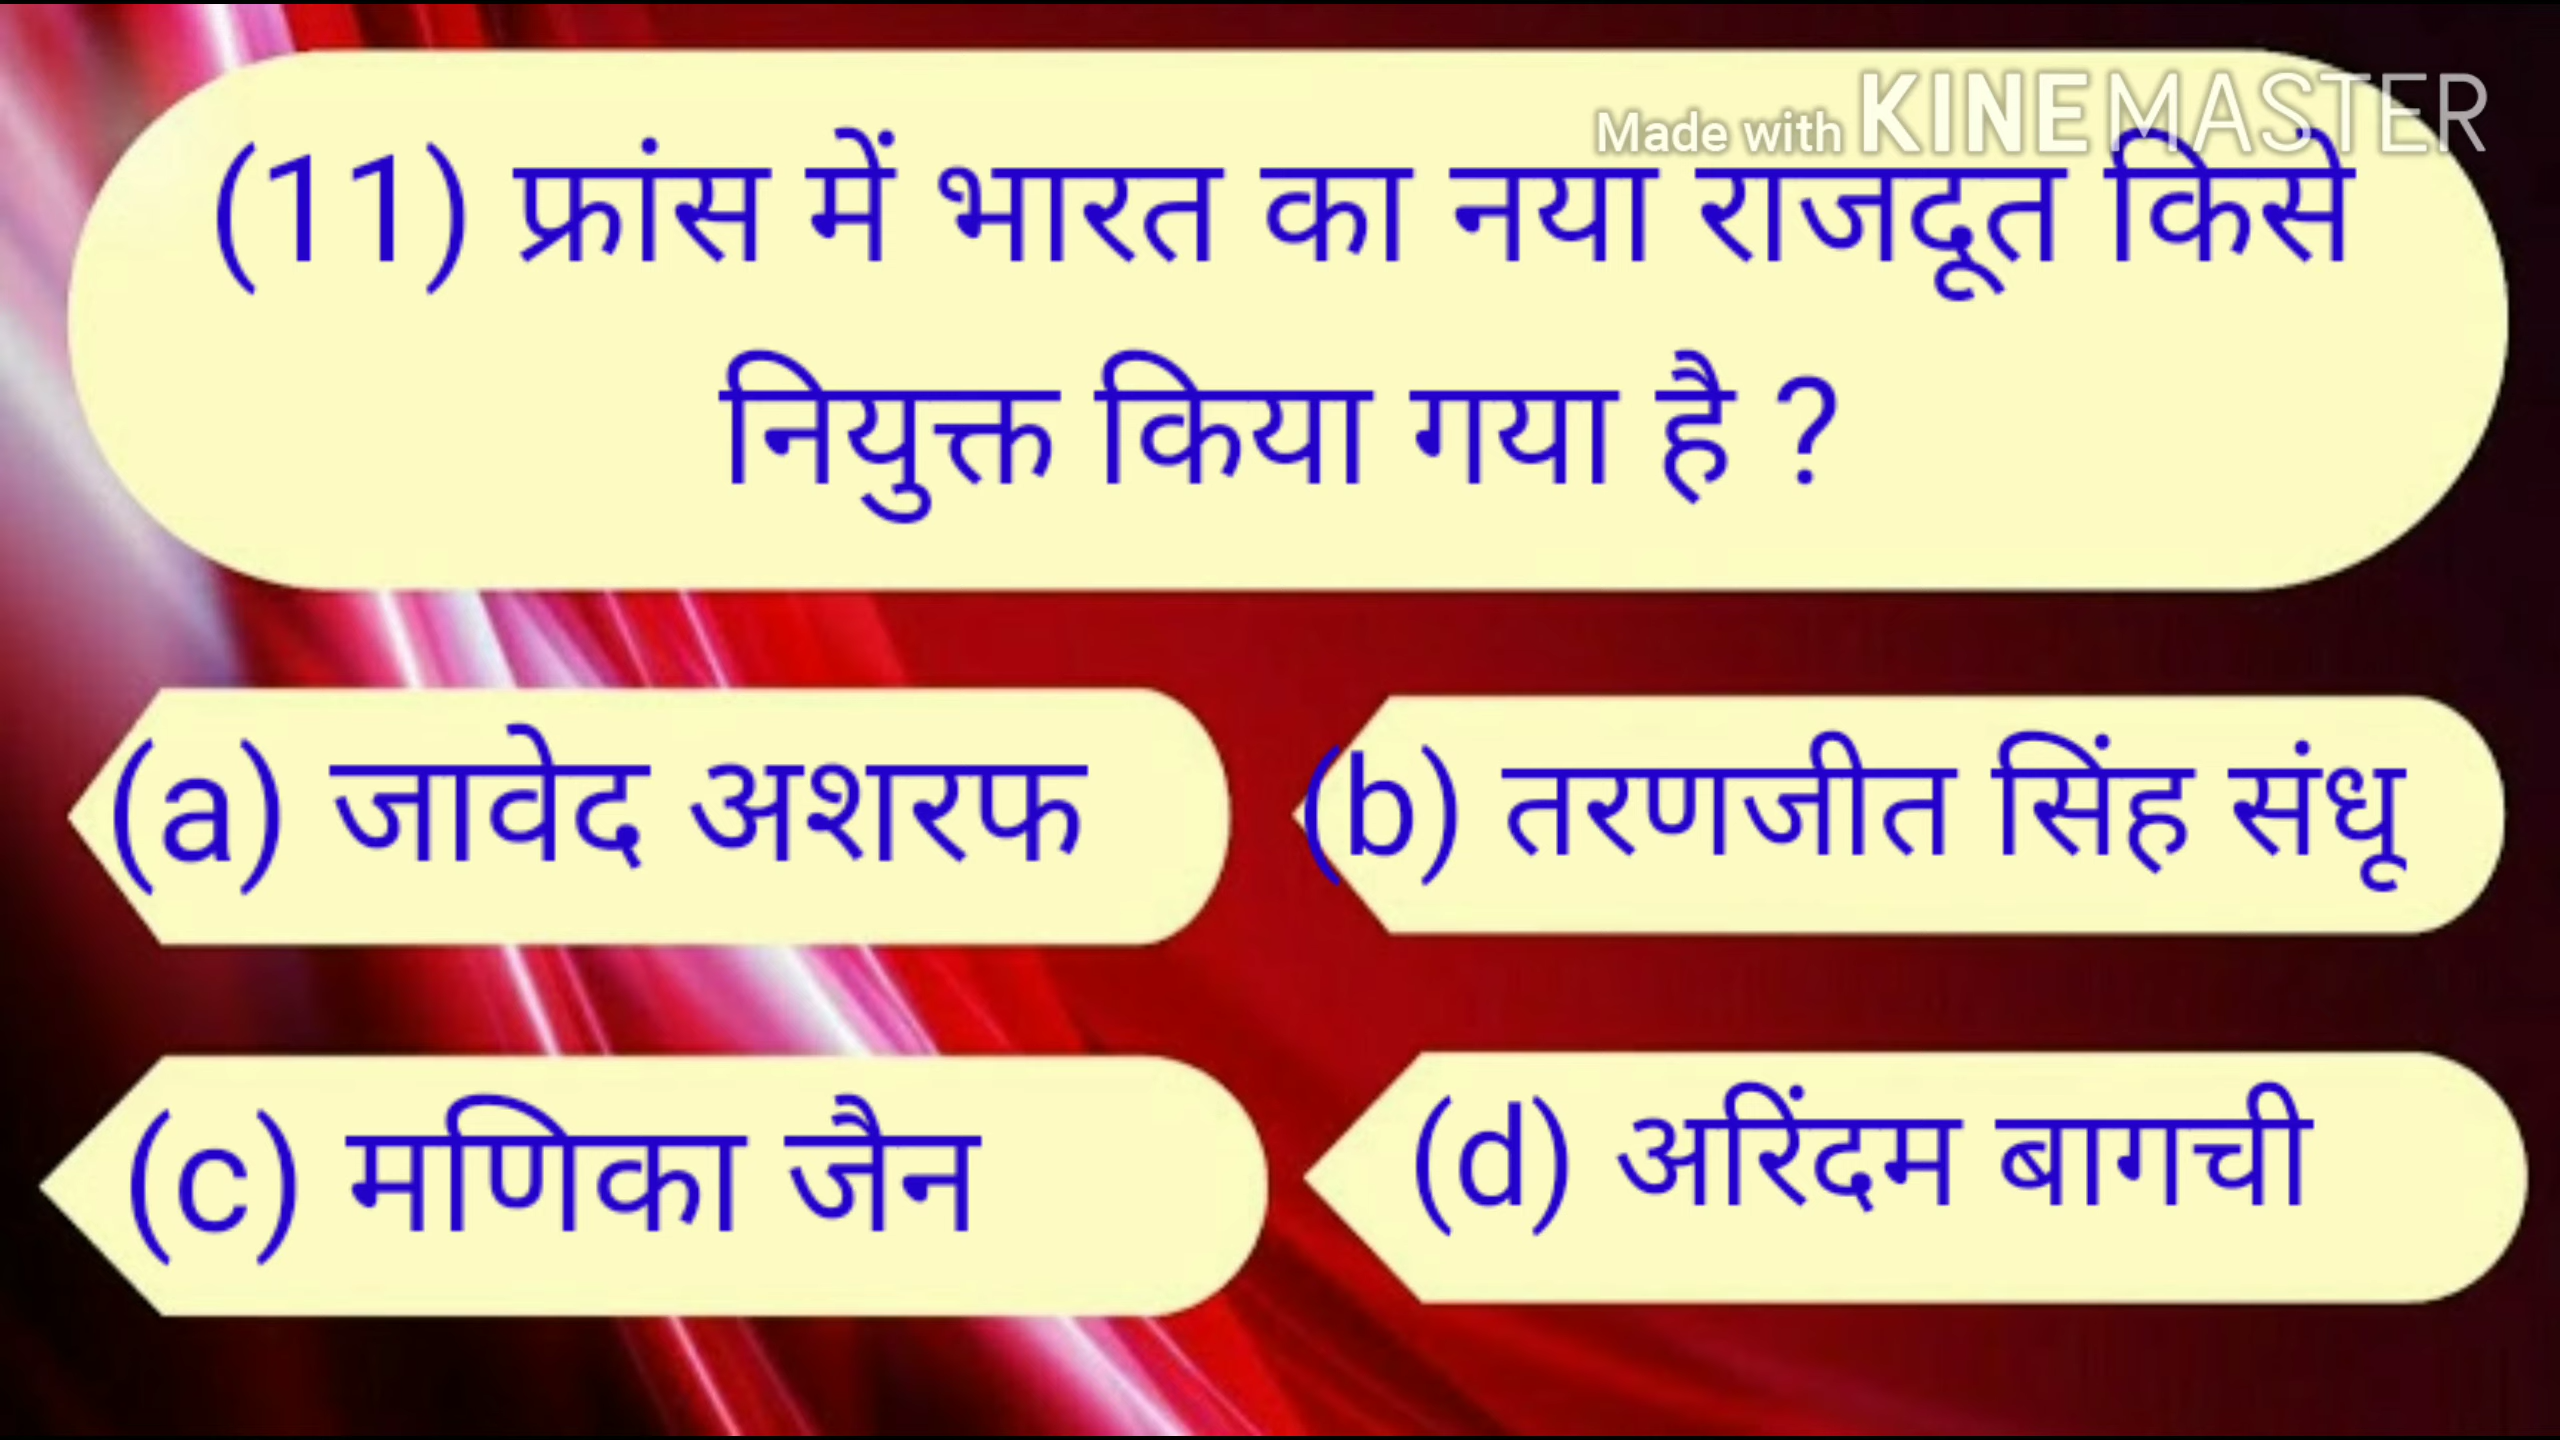 Made with KINEMASTER
(11) फ्रांस में भारत का नया राजदूत किसे
नियुक्त किया गया है ?
(a) जावेद अशरफ
(b) तरणजीत सिंह संधू
(c) मणिका जैन
(d) अरिंदम बागची